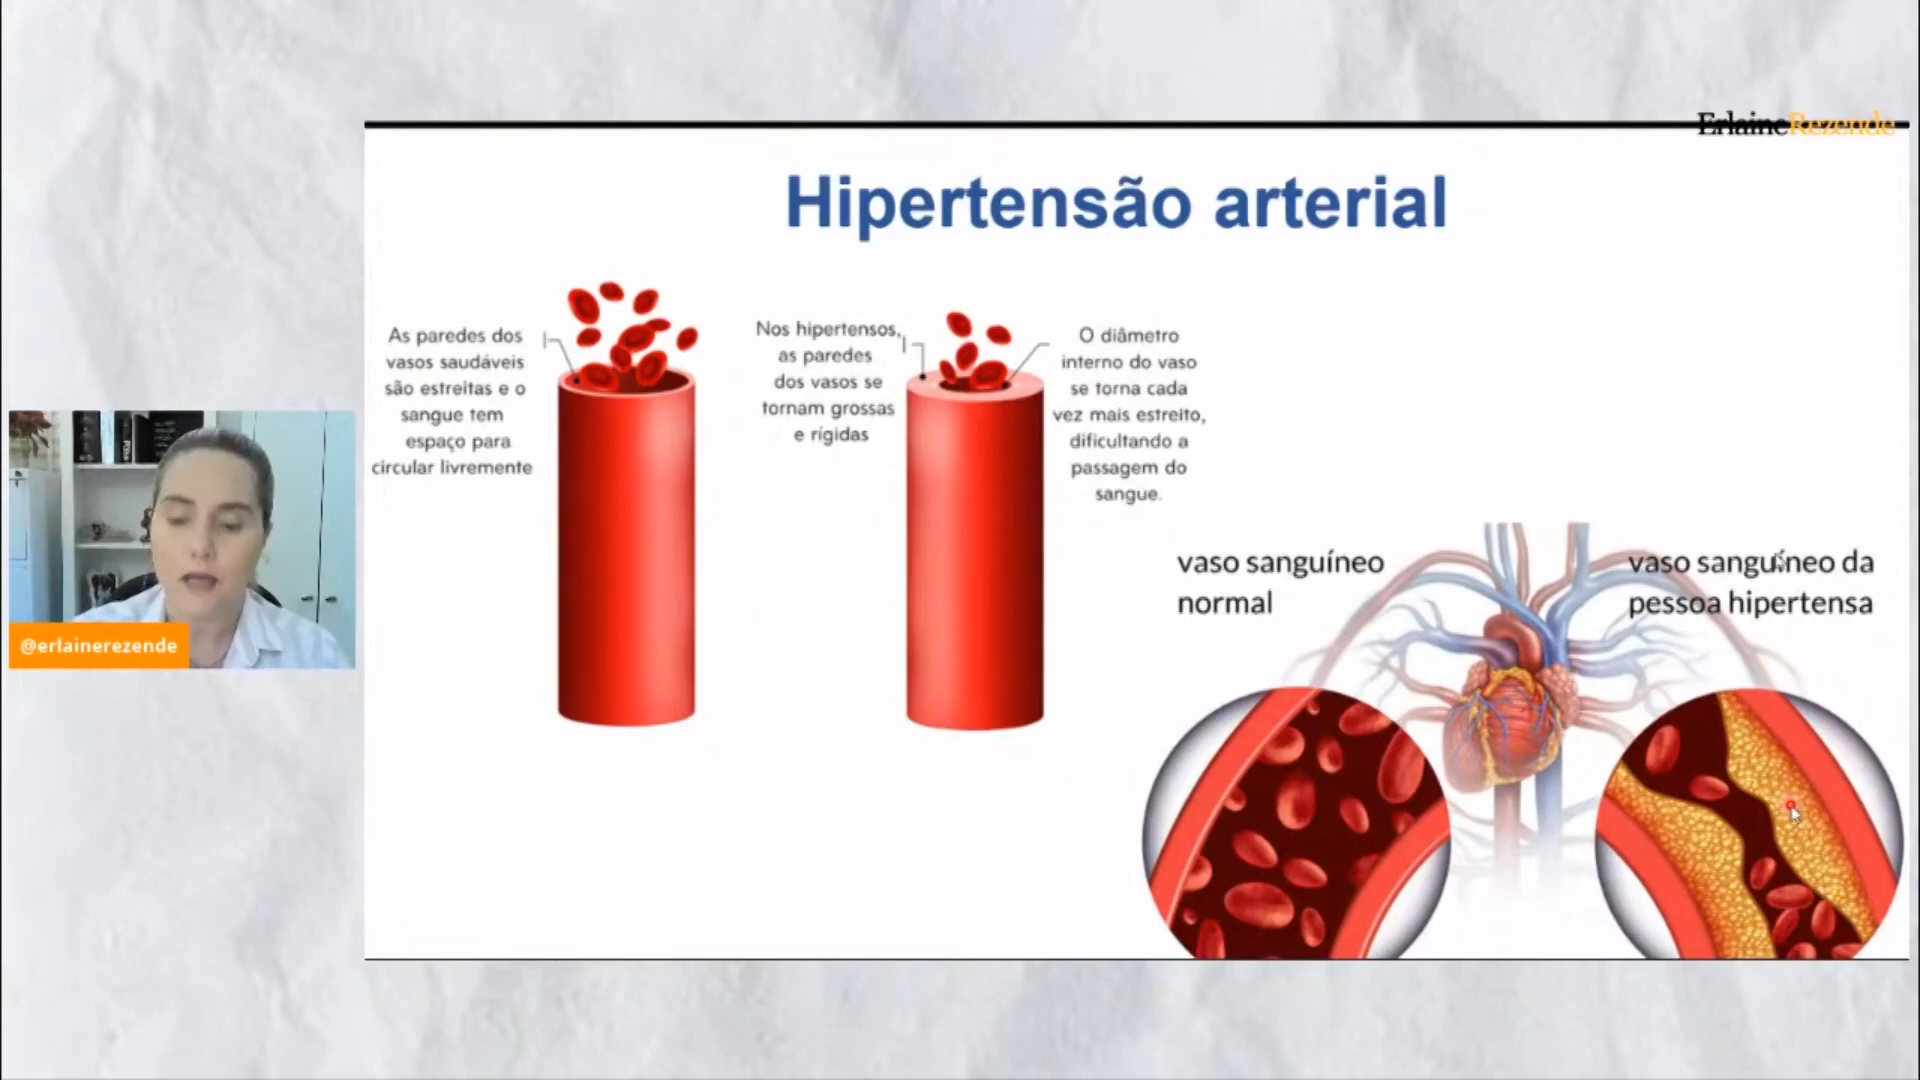 ErlaineRezende
Hipertensão arterial
As paredes dos
vasos saudáveis
são estreitas e o
sangue tem
espaço para
circular livremente
Nos hipertensos,
as paredes
dos vasos se
tornam grossas
e rígidas
O diâmetro
interno do vaso
se torna cada
vez mais estreito,
dificultando a
passagem do
sangue.
vaso sanguíneo
normal
vaso sanguíneo da
pessoa hipertensa
@erlainerezende